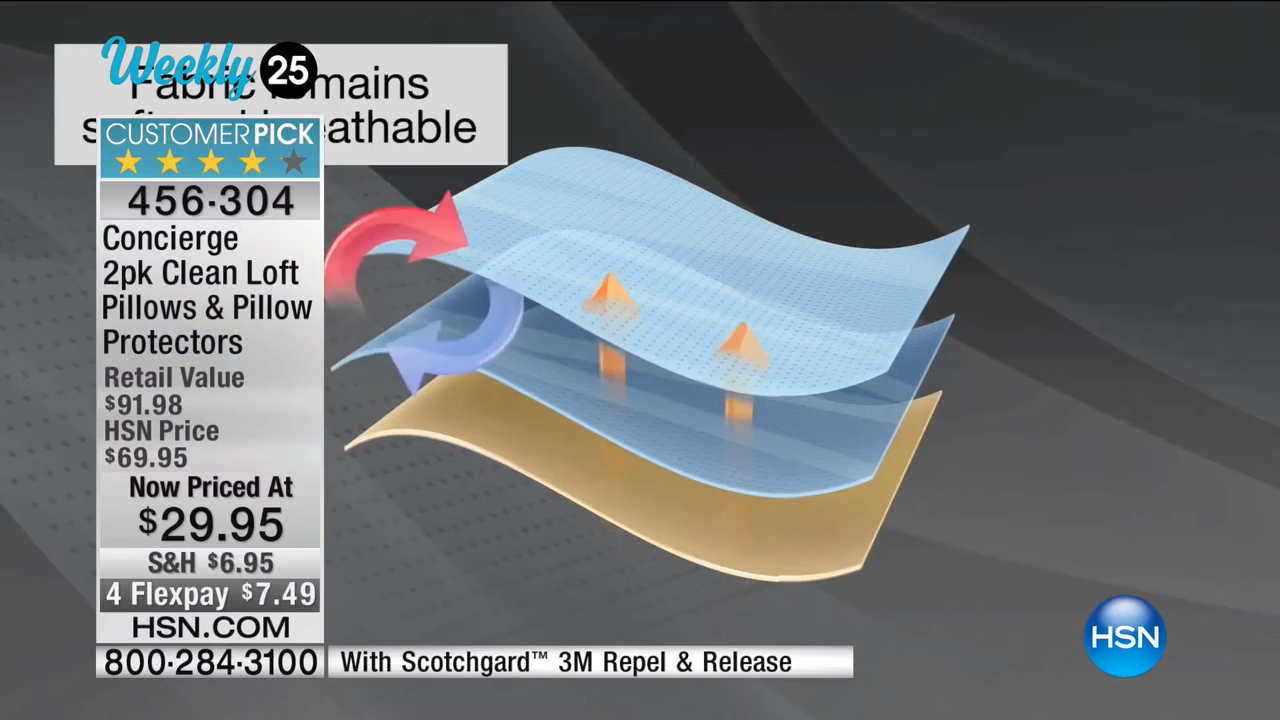 Weekly 25
mains
eathable
CUSTOMER PICK
456·304
Concierge
2pk Clean Loft
Pillows & Pillow
Protectors
Retail Value
$91.98
HSN Price
$69.95
Now Priced At
$29.95
S&H $6.95
4 Flexpay $7.49
HSN.COM
800·284·3100
With Scotchgard™ 3M Repel & Release
HSN